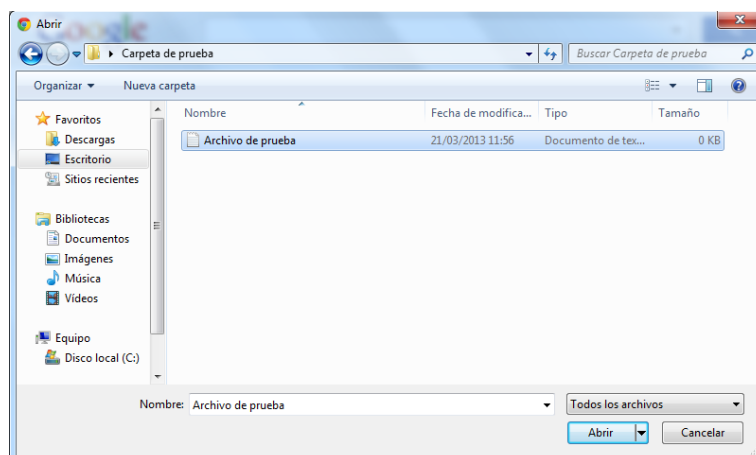 Abrir
Google
Carpeta de prueba
Buscar Carpeta de prueba
Organizar
Nueva carpeta
Favoritos
Descargas
Escritorio
Sitios recientes
Bibliotecas
Documentos
Imágenes
Música
Vídeos
Equipo
Disco local (C:)
Nombre Fecha de modifica... Tipo Tamaño
Archivo de prueba 21/03/2013 11:56 Documento de tex... 0 KB
Nombre: Archivo de prueba
Todos los archivos
Abrir
Cancelar